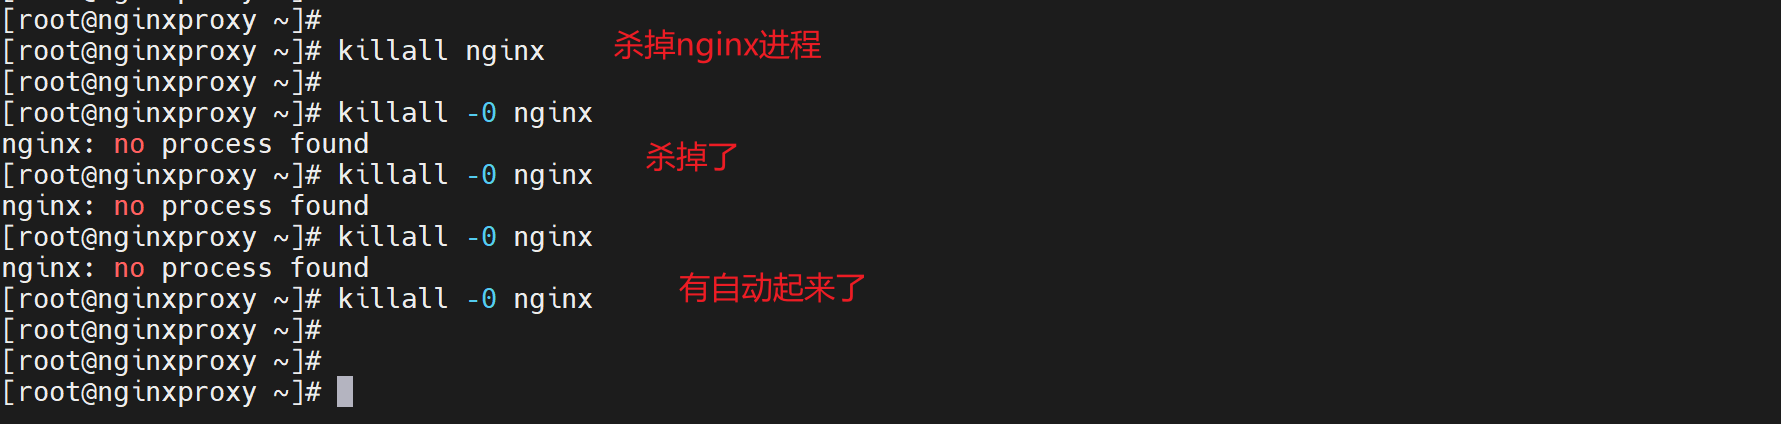 [root@nginxproxy ~]#
[root@nginxproxy ~]# killall nginx 杀掉nginx进程
[root@nginxproxy ~]#
[root@nginxproxy ~]# killall -0 nginx
nginx: no process found
杀掉了
[root@nginxproxy ~]# killall -0 nginx
nginx: no process found
[root@nginxproxy ~]# killall -0 nginx
nginx: no process found
[root@nginxproxy ~]# killall -0 nginx 有自动起来了
[root@nginxproxy ~]#
[root@nginxproxy ~]#
[root@nginxproxy ~]#